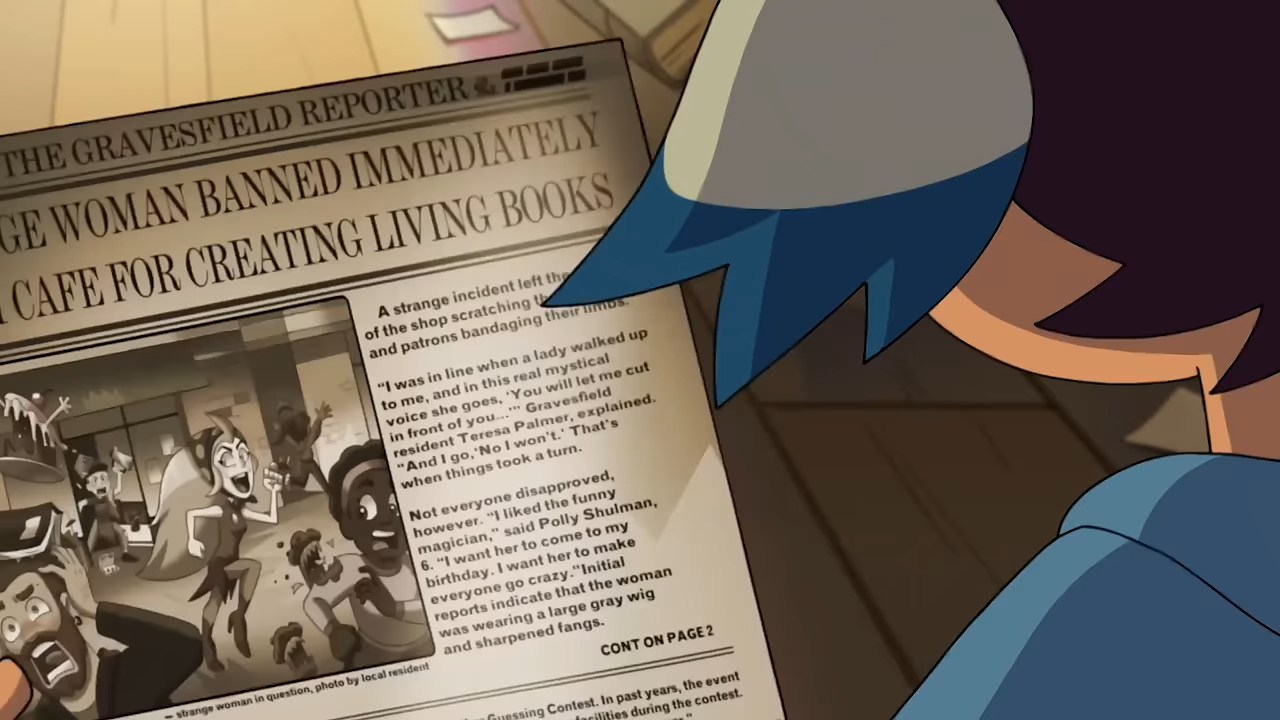 THE GRAVESFIELD REPORTER
GE WOMAN BANNED IMMEDIATELY
CAFE FOR CREATING LIVING BOOKS
A strange incident left the
of the shop scratching th
and patrons bandaging their limbs.
“I was in line when a lady walked up
to me, and in this real mystical
voice she goes, ‘You will let me cut
in front of you...’” Gravesfield
resident Teresa Palmer, explained.
“And I go,‘No I won’t.’ That’s
when things took a turn.
Not everyone disapproved,
however. “I liked the funny
magician,” said Polly Shulman,
6. “I want her to come to my
birthday. I want her to make
everyone go crazy.”Initial
reports indicate that the woman
was wearing a large gray wig
and sharpened fangs.
CONT ON PAGE 2
– strange woman in question, photo by local resident
Guessing Contest. In past years, the event
facilities during the contest.